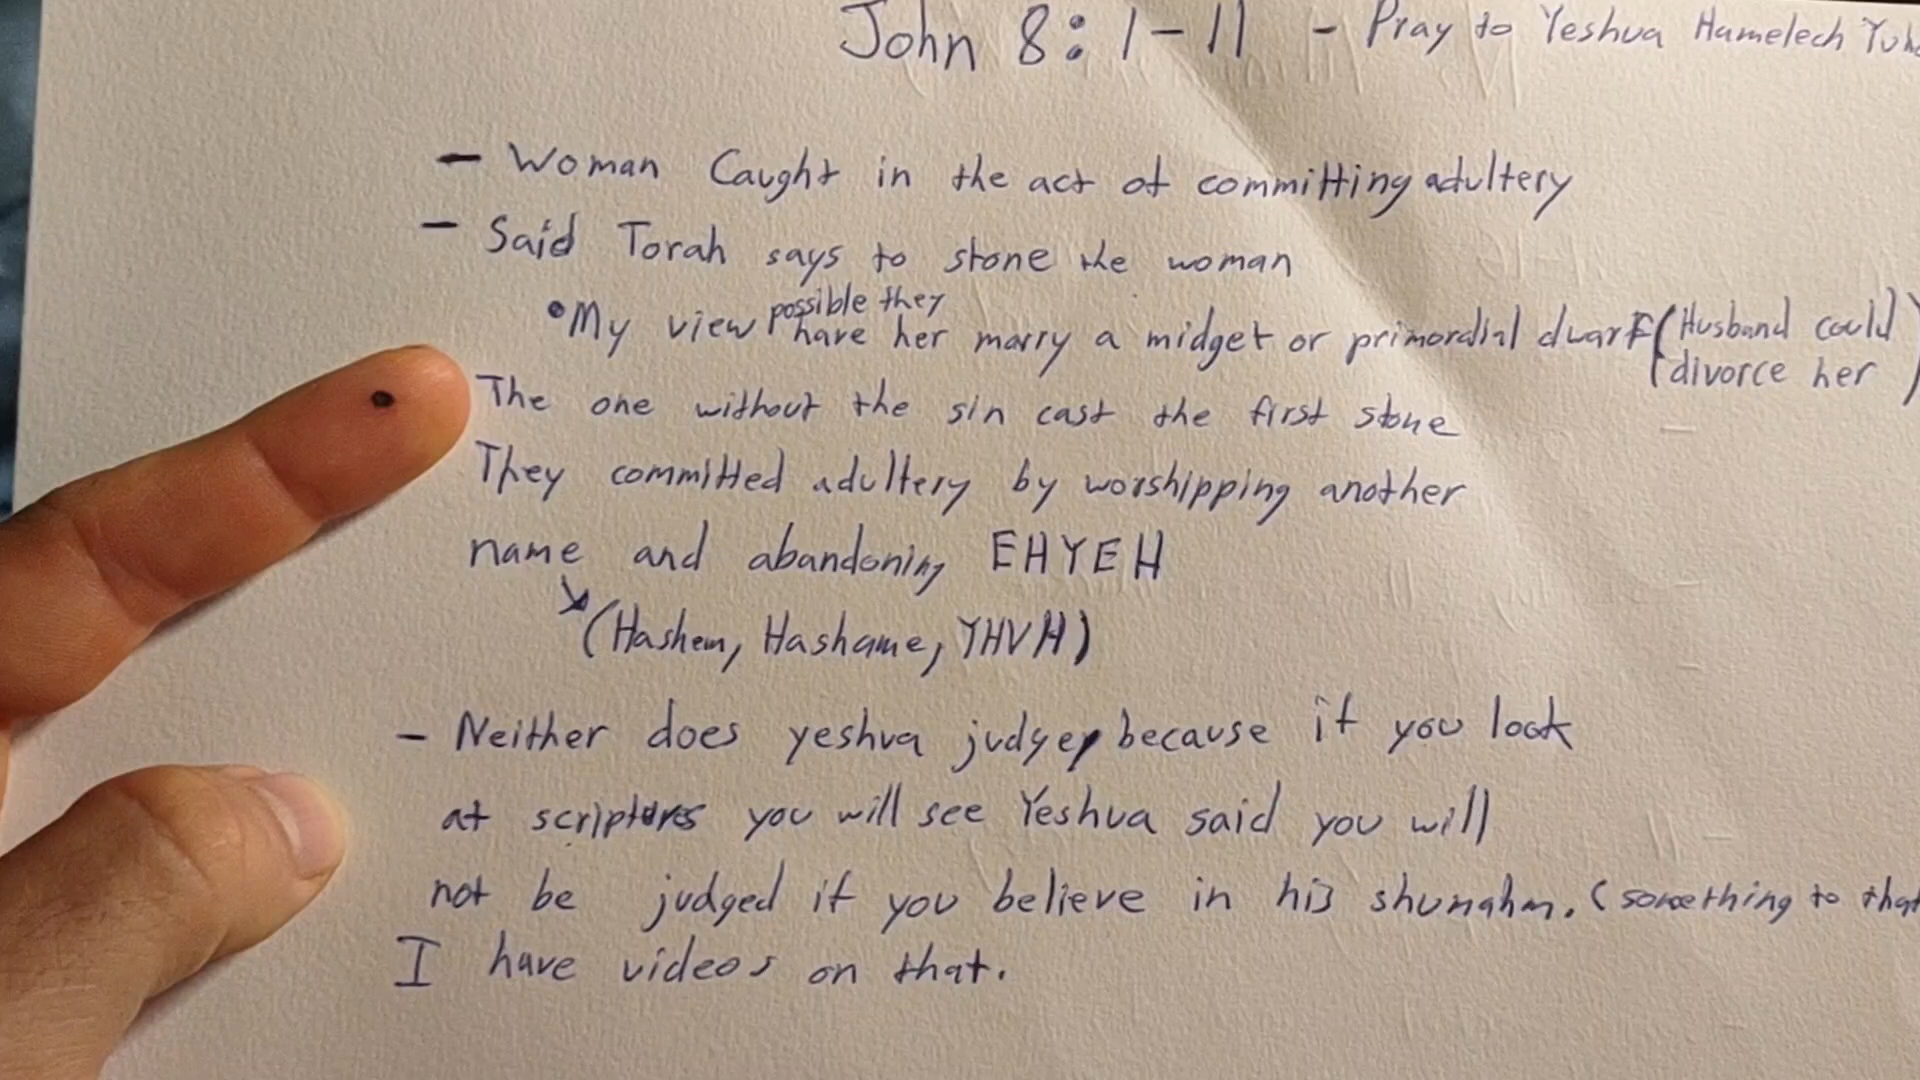 John 8:1-11 - Pray to Yeshua Hamelech
- Woman Caught in the act of committing adultery
- Said Torah says to stone the woman
•My view possible they have her marry a midget or primordial dwarf (Husband could divorce her)
The one without the sin cast the first stone
They committed adultery by worshipping another
name and abandoning EHYEH
(Hashem, Hashame, YHVH)
- Neither does yeshua judge, because if you look
at scriptures you will see Yeshua said you will
not be judged if you believe in his shumahm. (something to that
I have videos on that.